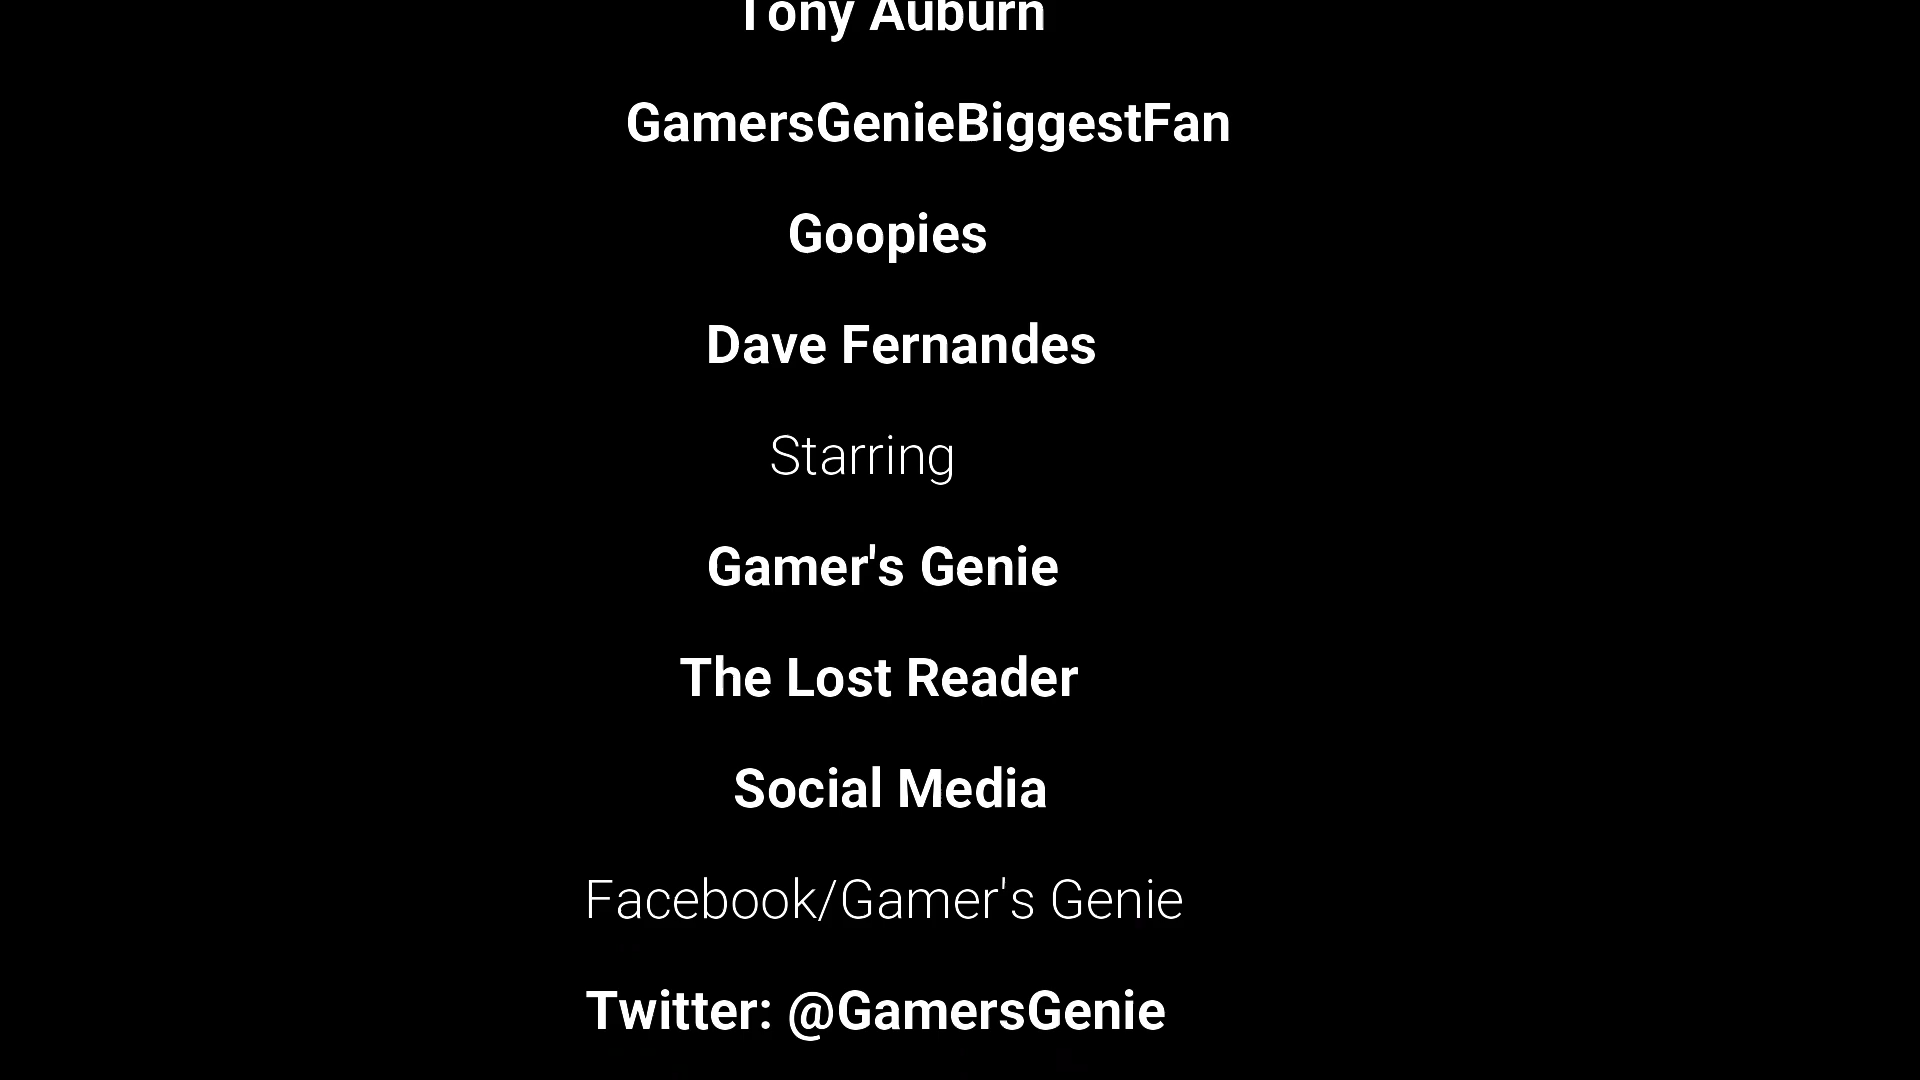 Tony Auburn
GamersGenieBiggestFan
Goopies
Dave Fernandes
Starring
Gamer's Genie
The Lost Reader
Social Media
Facebook/Gamer's Genie
Twitter: @GamersGenie